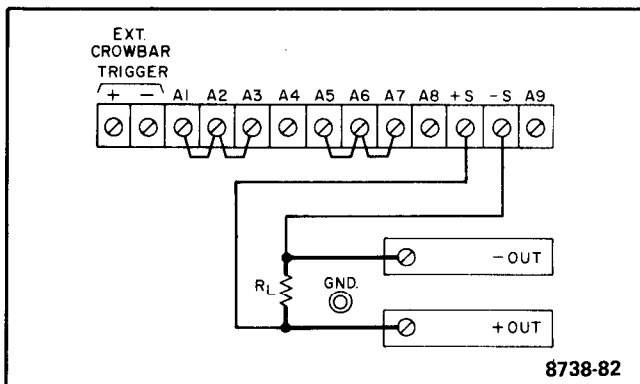 EXT.
CROWBAR
TRIGGER
+ − A1 A2 A3 A4 A5 A6 A7 A8 +S −S A9
−OUT
RL
GND.
+OUT
8738-82